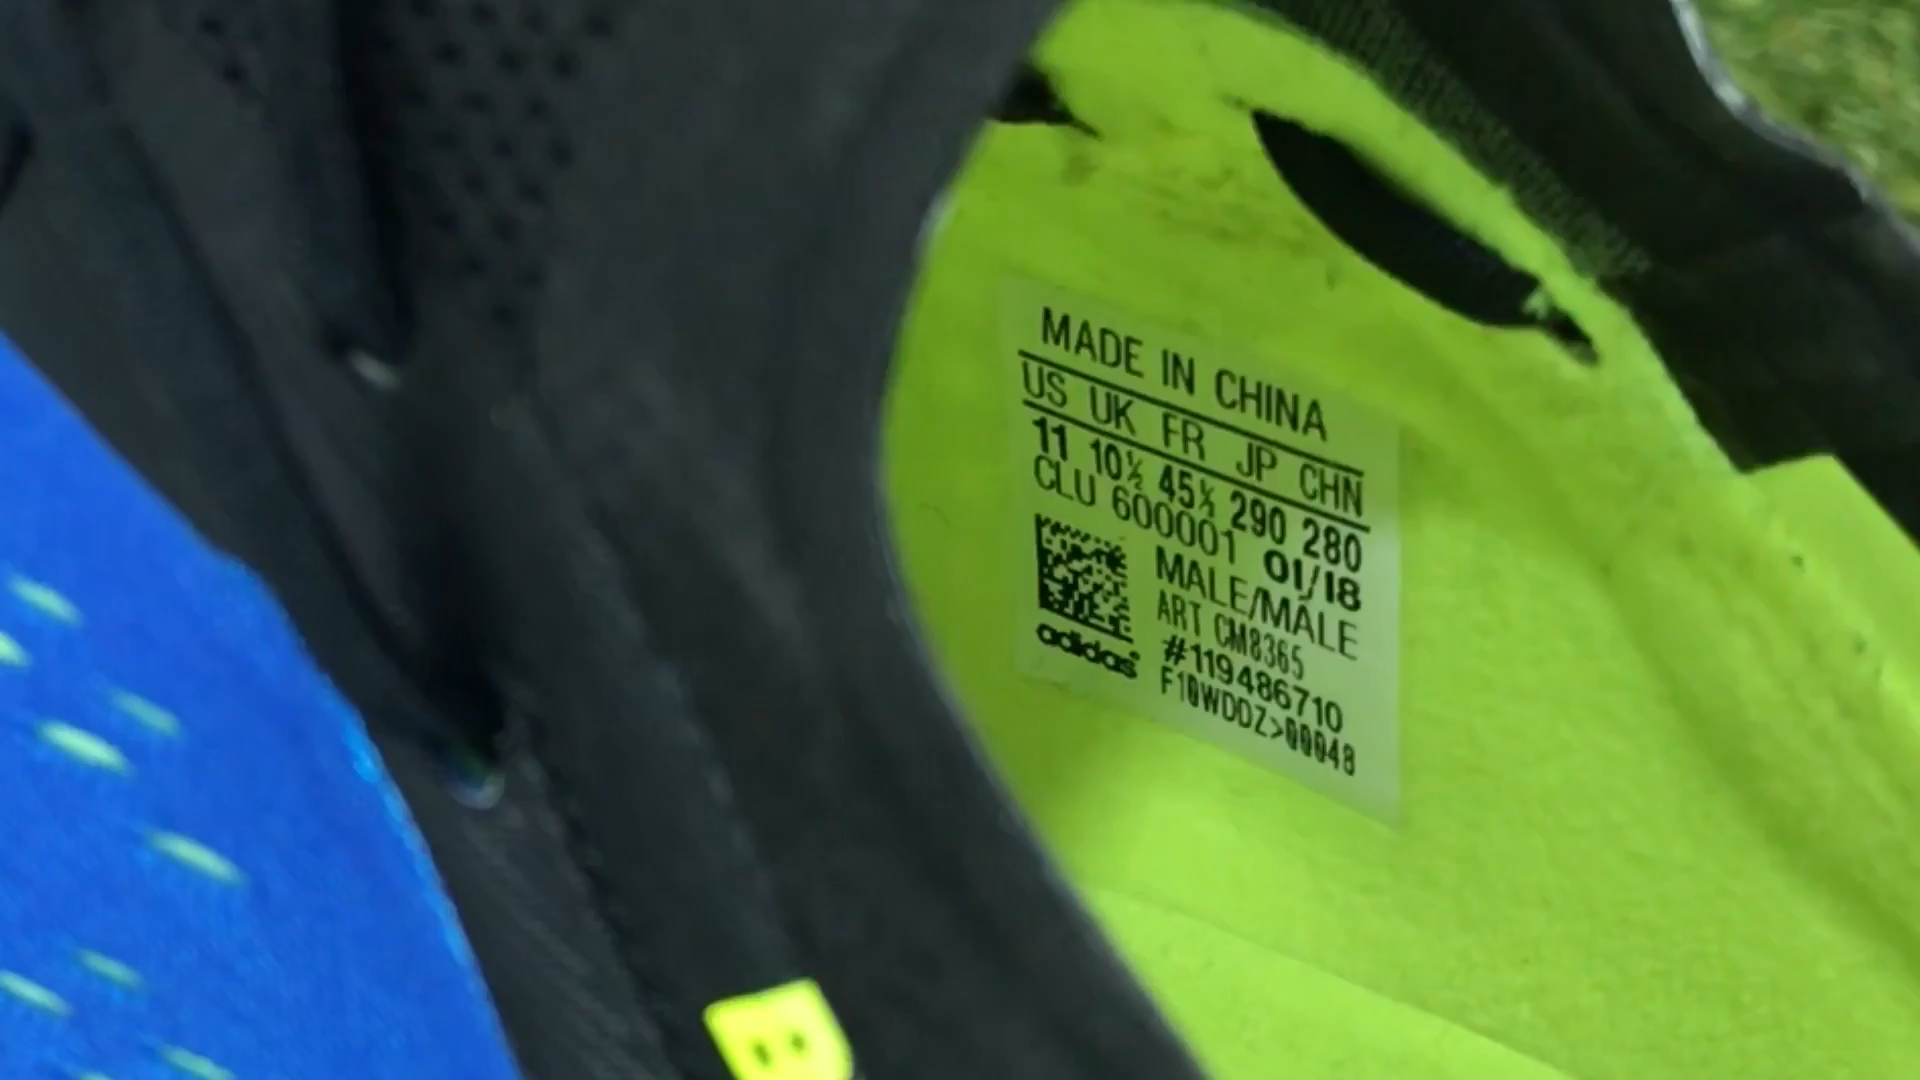 MADE IN CHINA
US UK FR JP CHN
11 10½ 45⅓ 290 280
CLU 600001 01/18
MALE/MÂLE
ART CM8365
#119486710
F10WDDZ>00048
adidas